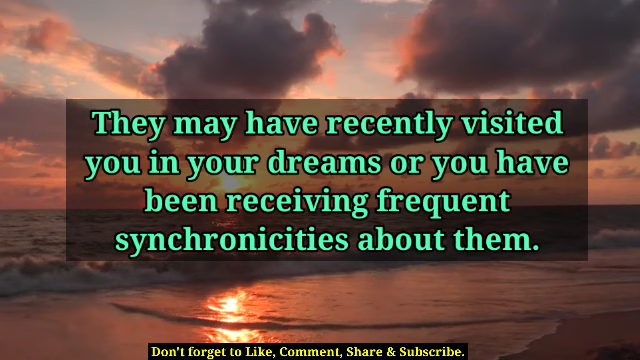 They may have recently visited
you in your dreams or you have
been receiving frequent
synchronicities about them.
Don't forget to Like, Comment, Share & Subscribe.